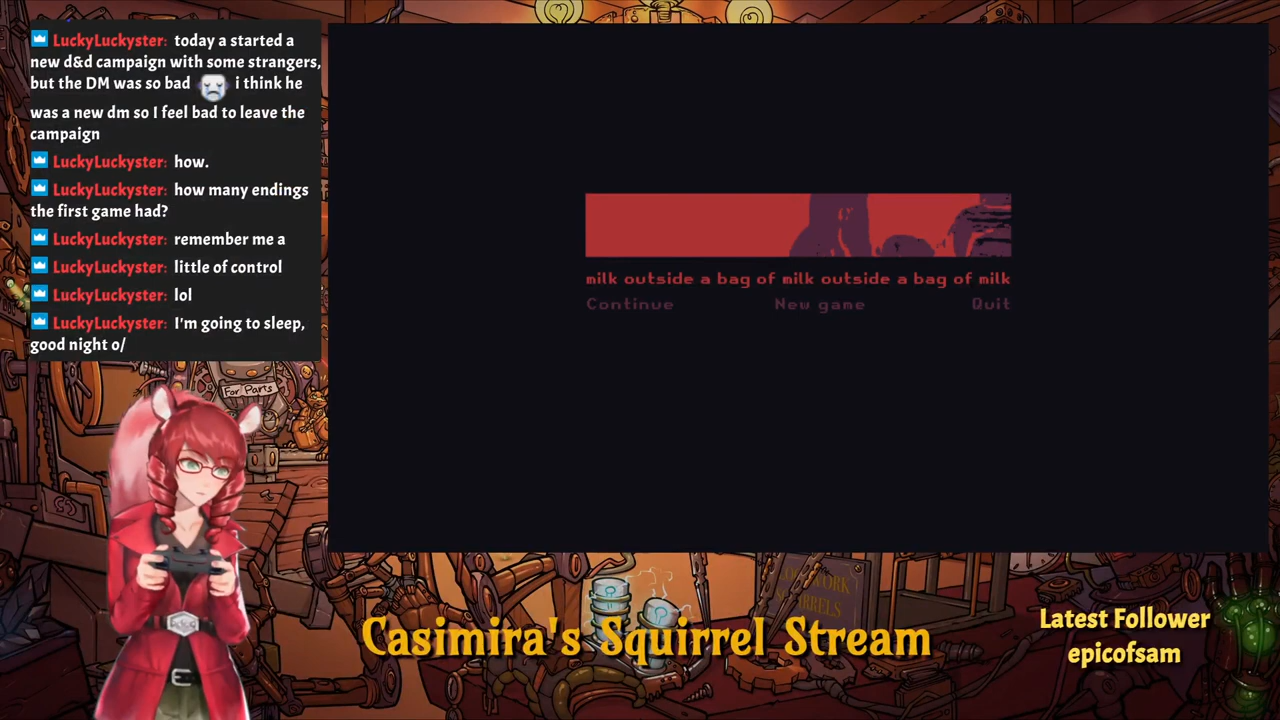 LuckyLuckyster: today a started a
new d&d campaign with some strangers,
but the DM was so bad i think he
was a new dm so I feel bad to leave the
campaign
LuckyLuckyster: how.
LuckyLuckyster: how many endings
the first game had?
LuckyLuckyster: remember me a
LuckyLuckyster: little of control
LuckyLuckyster: lol
LuckyLuckyster: I'm going to sleep,
good night o/
milk outside a bag of milk outside a bag of milk
Continue New game Quit
For Parts
CLOCKWORK
SQUIRRELS
Casimira's Squirrel Stream
Latest Follower
epicofsam